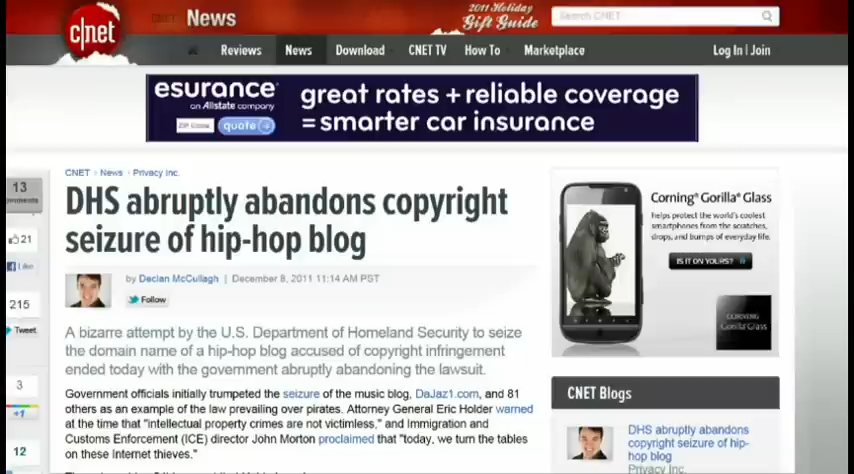 c|net
CNET News
2011 Holiday
Gift Guide
Search CNET
Reviews News Download CNET TV How To Marketplace Log In | Join
esurance
an Allstate company
ZIP Code quote
great rates + reliable coverage
= smarter car insurance
CNET › News › Privacy Inc.
DHS abruptly abandons copyright
seizure of hip-hop blog
by Declan McCullagh | December 8, 2011 11:14 AM PST
Follow
A bizarre attempt by the U.S. Department of Homeland Security to seize
the domain name of a hip-hop blog accused of copyright infringement
ended today with the government abruptly abandoning the lawsuit.
Government officials initially trumpeted the seizure of the music blog, DaJaz1.com, and 81
others as an example of the law prevailing over pirates. Attorney General Eric Holder warned
at the time that "intellectual property crimes are not victimless," and Immigration and
Customs Enforcement (ICE) director John Morton proclaimed that "today, we turn the tables
on these Internet thieves."
13
21
Like
215
Tweet
3
+1
12
Corning® Gorilla® Glass
helps protect the world's coolest
smartphones from the scratches,
drops, and bumps of everyday life.
IS IT ON YOURS?
CORNING
Gorilla Glass
CNET Blogs
DHS abruptly abandons
copyright seizure of hip-
hop blog
Privacy Inc.